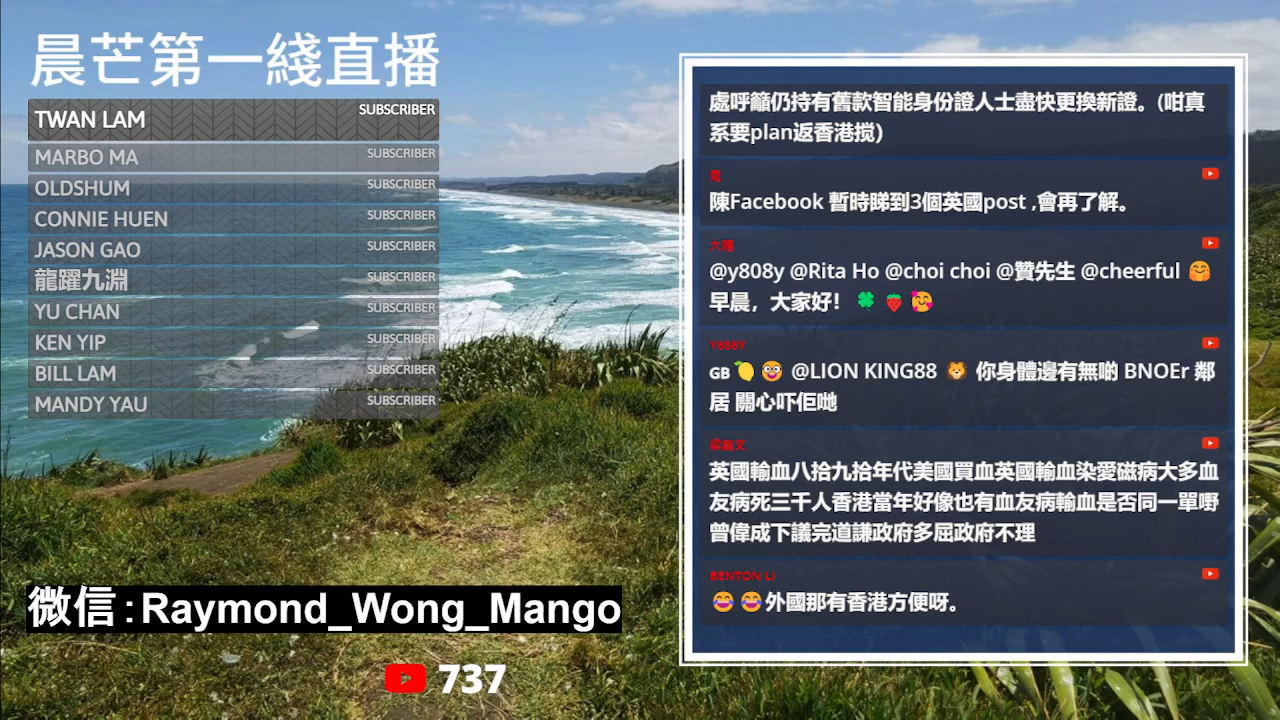 晨芒第一綫直播
TWAN LAM
SUBSCRIBER
MARBO MA
SUBSCRIBER
OLDSHUM
SUBSCRIBER
CONNIE HUEN
SUBSCRIBER
JASON GAO
SUBSCRIBER
龍躍九淵
SUBSCRIBER
YU CHAN
SUBSCRIBER
KEN YIP
SUBSCRIBER
BILL LAM
SUBSCRIBER
MANDY YAU
SUBSCRIBER
微信:Raymond_Wong_Mango
737
處呼籲仍持有舊款智能身份證人士盡快更換新證。(咁真
系要plan返香港搅)
陳Facebook 暫時睇到3個英國post ,會再了解。
@y808y @Rita Ho @choi choi @贊先生 @cheerful 🤗
早晨，大家好！ 🍀 🍓 🥰
Y808Y
GB🍋 🤓 @LION KING88 🦁 你身體邊有無啲 BNOEr 鄰
居 關心吓佢哋
英國輸血八拾九拾年代美國買血英國輸血染愛磁病大多血
友病死三千人香港當年好像也有血友病輸血是否同一單嘢
曾偉成下議完道謙政府多屈政府不理
BENTON LI
😂 😂外國那有香港方便呀。